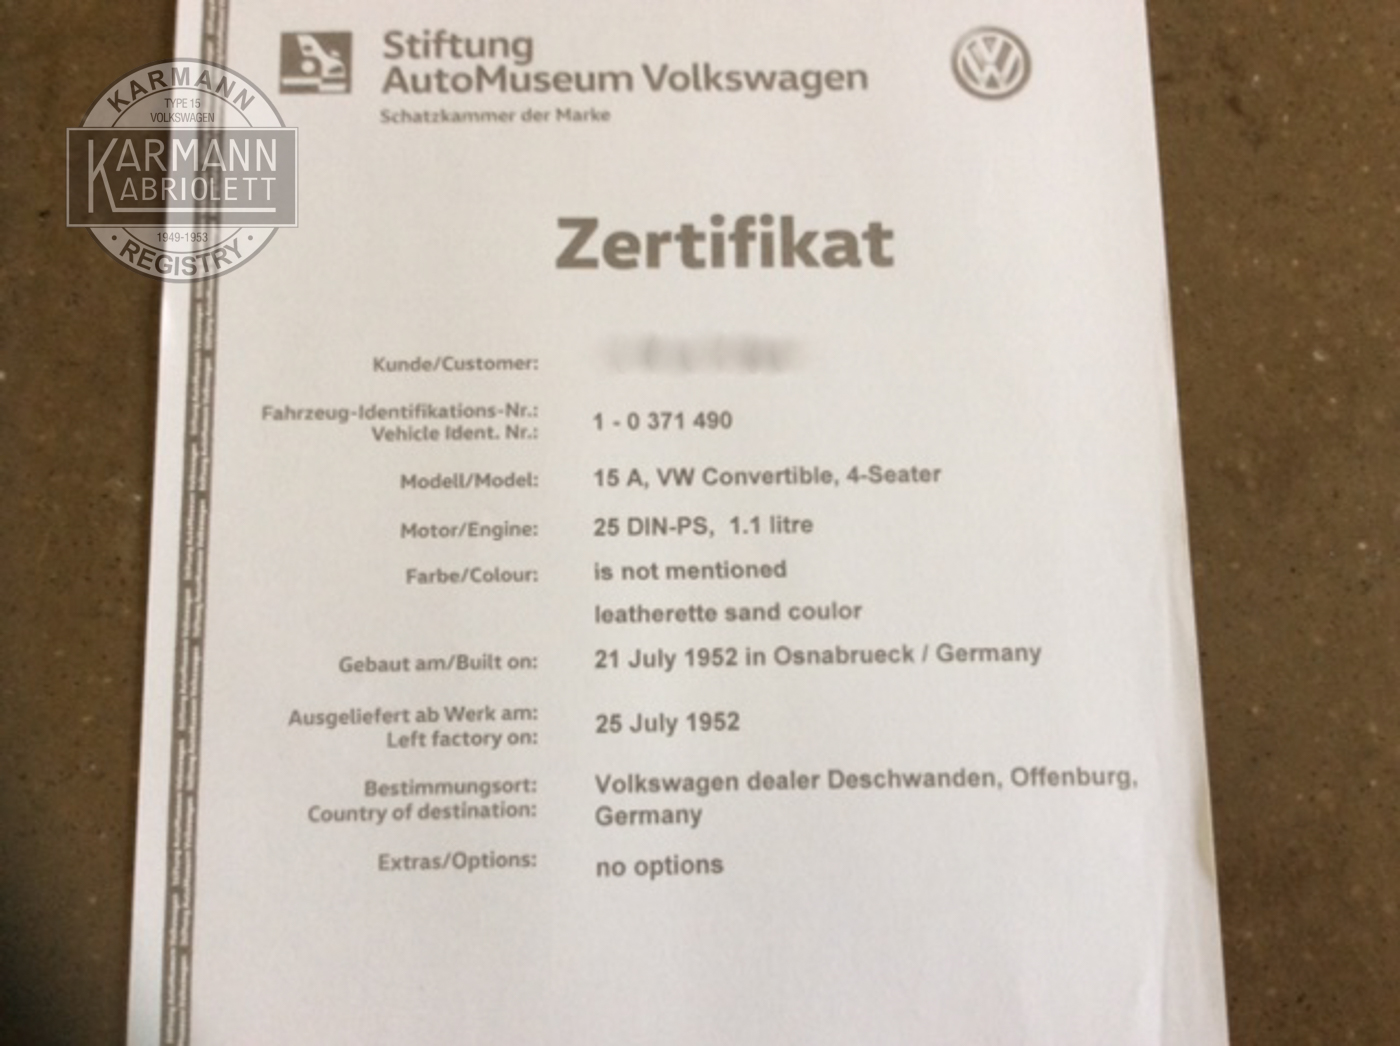 Stiftung
AutoMuseum Volkswagen
Schatzkammer der Marke
KARMANN
TYPE 15
VOLKSWAGEN
KARMANN
KABRIOLETT
1949-1953
REGISTRY
Zertifikat
Kunde/Customer:
Fahrzeug-Identifikations-Nr.:
Vehicle Ident. Nr.:
1 - 0 371 490
Modell/Model: 15 A, VW Convertible, 4-Seater
Motor/Engine: 25 DIN-PS, 1.1 litre
Farbe/Colour: is not mentioned
leatherette sand coulor
Gebaut am/Built on: 21 July 1952 in Osnabrueck / Germany
Ausgeliefert ab Werk am:
Left factory on:
25 July 1952
Bestimmungsort:
Country of destination:
Volkswagen dealer Deschwanden, Offenburg,
Germany
Extras/Options: no options